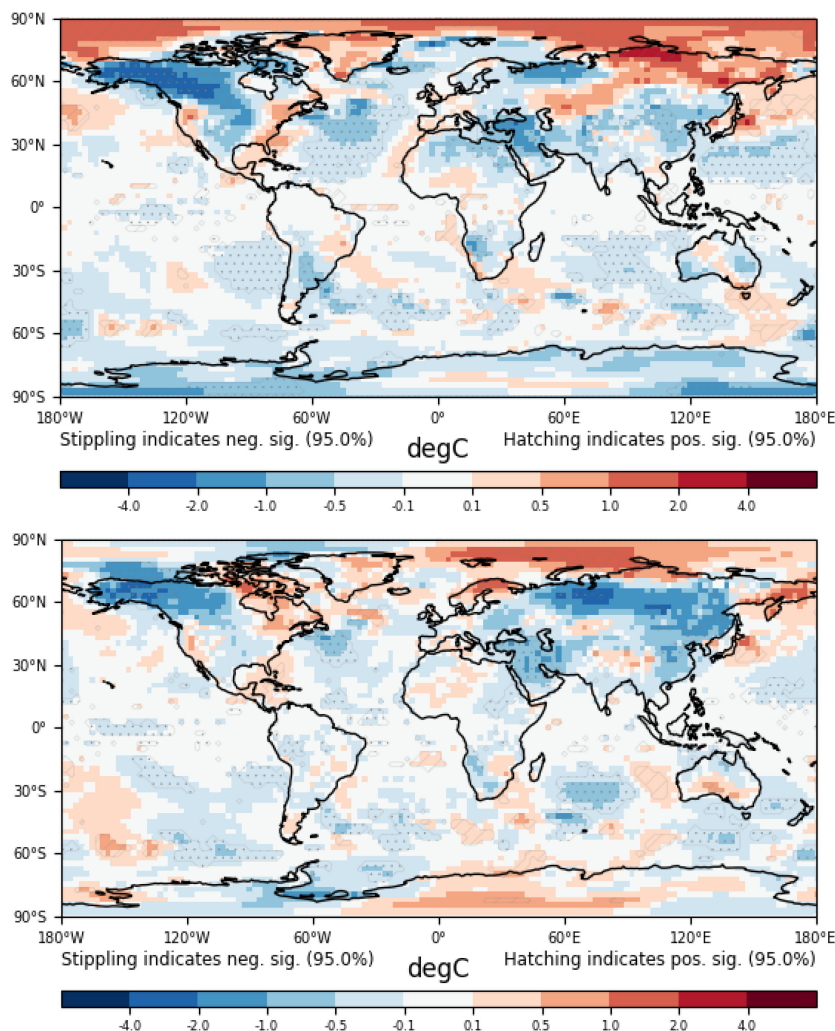 90°N
60°N
30°N
0°
30°S
60°S
90°S
180°W 120°W 60°W 0° 60°E 120°E 180°E
Stippling indicates neg. sig. (95.0%) degC Hatching indicates pos. sig. (95.0%)
-4.0 -2.0 -1.0 -0.5 -0.1 0.1 0.5 1.0 2.0 4.0
90°N
60°N
30°N
0°
30°S
60°S
90°S
180°W 120°W 60°W 0° 60°E 120°E 180°E
Stippling indicates neg. sig. (95.0%) degC Hatching indicates pos. sig. (95.0%)
-4.0 -2.0 -1.0 -0.5 -0.1 0.1 0.5 1.0 2.0 4.0